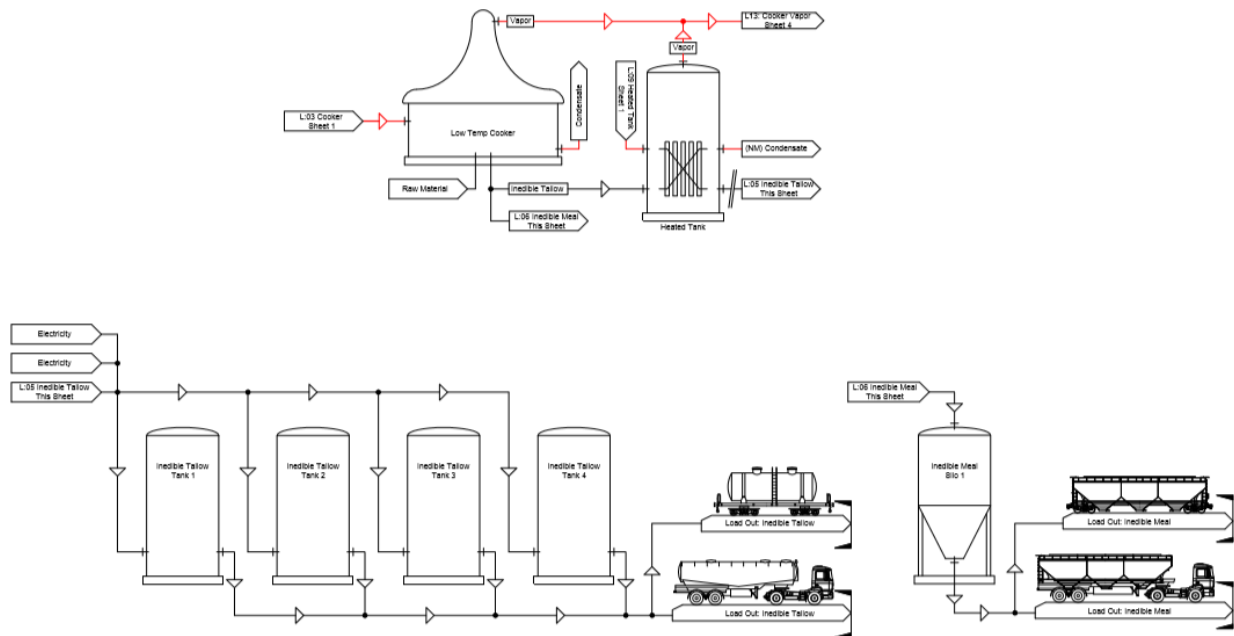 Vapor
L13: Cooker Vapor
Sheet 4
Vapor
L:03 Cooker
Sheet 1
Low Temp Cooker
Condensate
L:09 Heated Tank
Sheet 1
(NM) Condensate
Raw Material
Inedible Tallow
L:05 Inedible Tallow
This Sheet
L:06 Inedible Meal
This Sheet
Heated Tank
Electricity
Electricity
L:05 Inedible Tallow
This Sheet
L:06 Inedible Meal
This Sheet
Inedible Tallow
Tank 1
Inedible Tallow
Tank 2
Inedible Tallow
Tank 3
Inedible Tallow
Tank 4
Inedible Meal
Silo 1
Load Out: Inedible Tallow
Load Out: Inedible Meal
Load Out: Inedible Tallow
Load Out: Inedible Meal